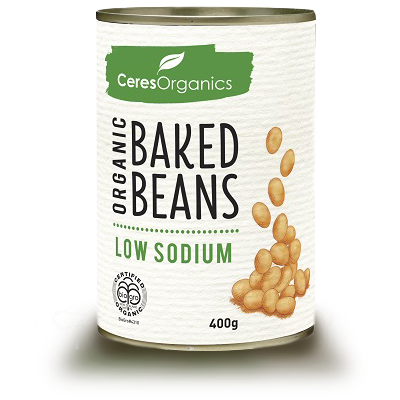 CeresOrganics
ORGANIC
BAKED
BEANS
LOW SODIUM
CERTIFIED
ORGANIC
400g